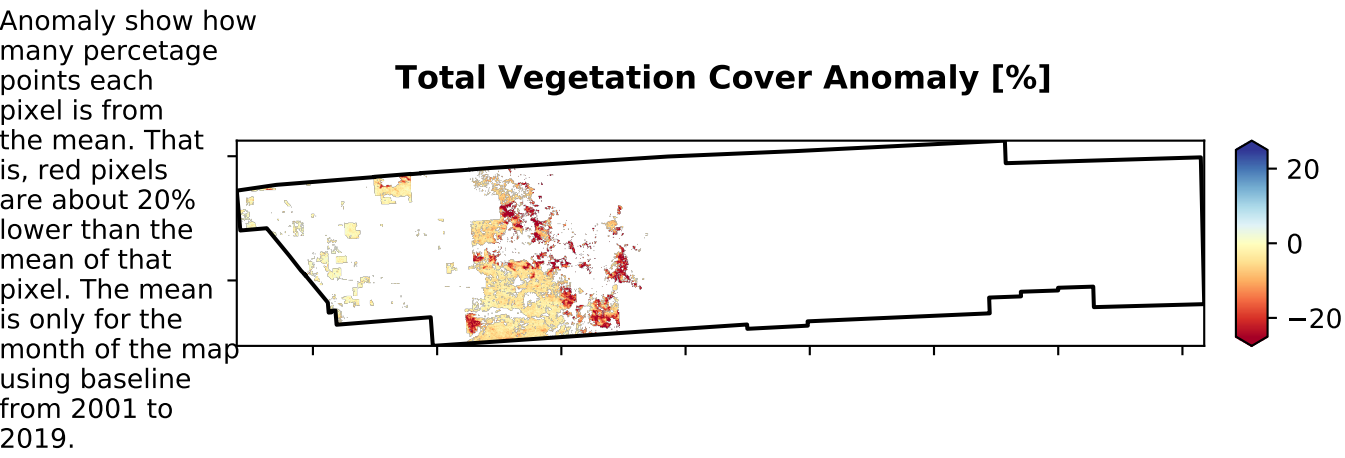 Anomaly show how
many percetage
points each
pixel is from
the mean. That
is, red pixels
are about 20%
lower than the
mean of that
pixel. The mean
is only for the
month of the map
using baseline
from 2001 to
2019.
Total Vegetation Cover Anomaly [%]
20
0
−20